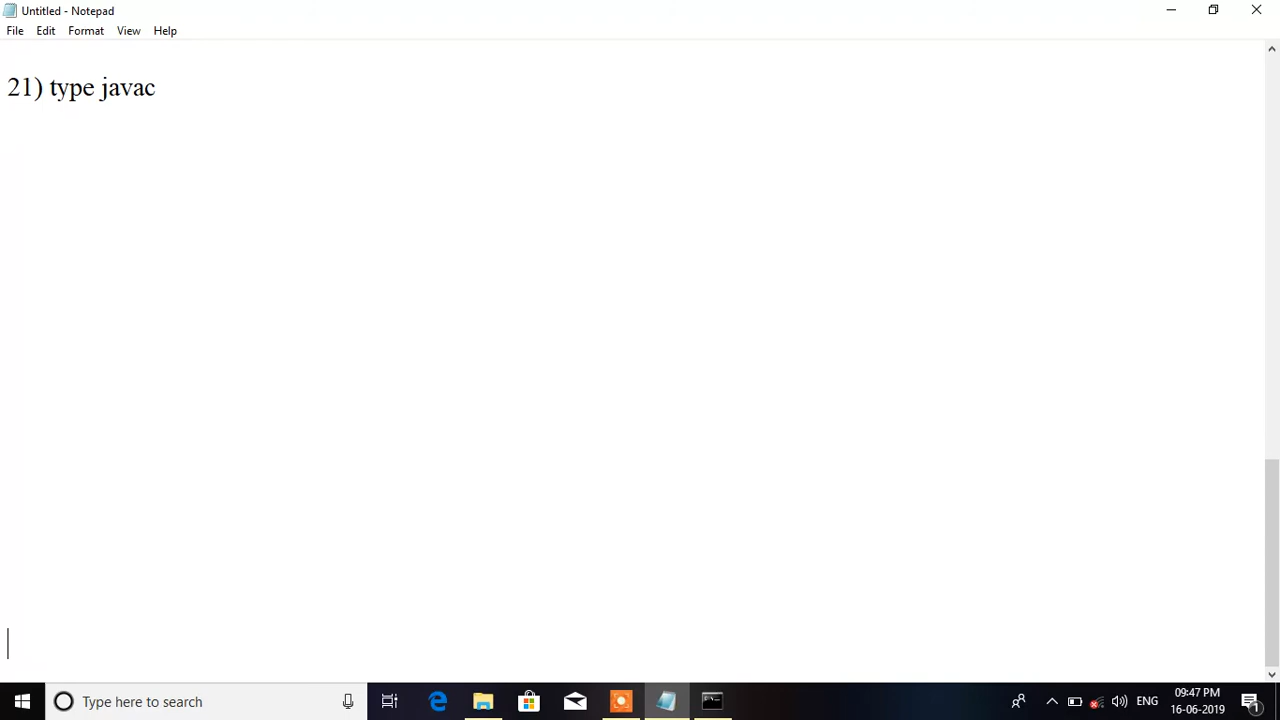 Untitled - Notepad
File Edit Format View Help
21) type javac
Type here to search
ENG
09:47 PM
16-06-2019
1